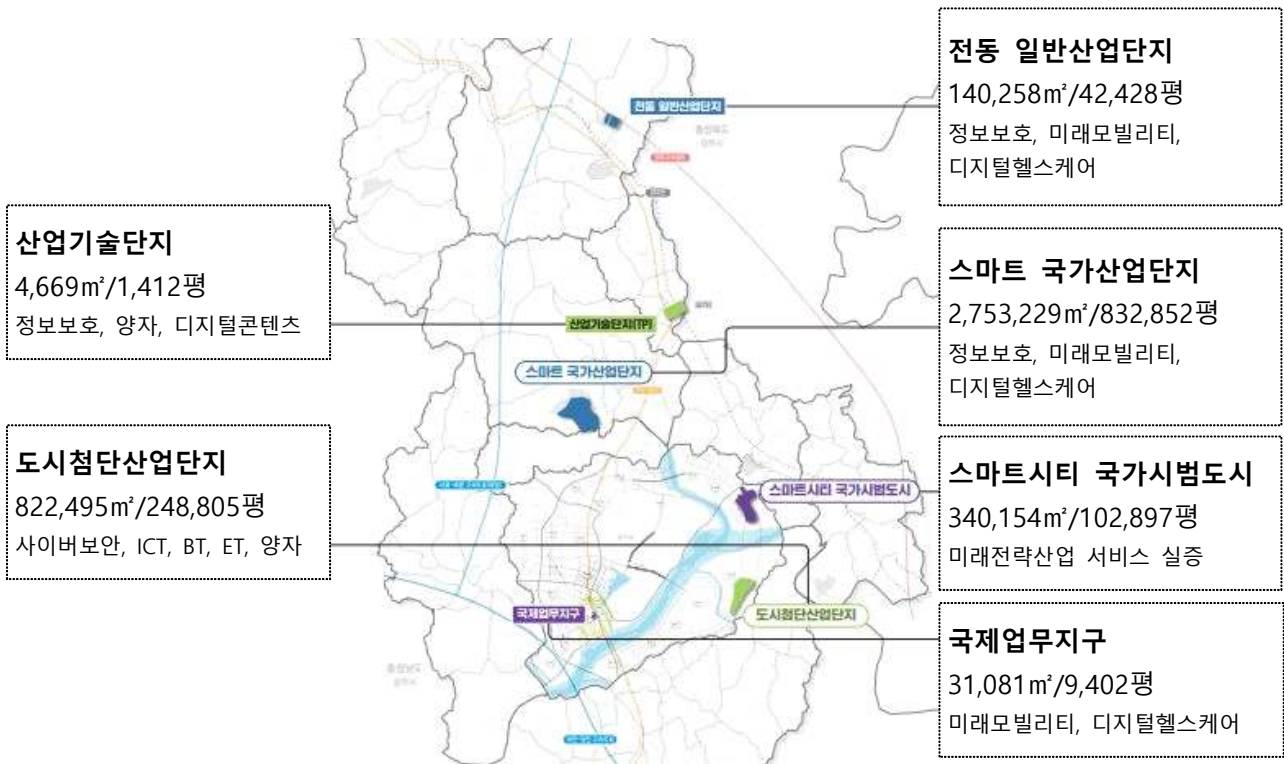 전동 일반산업단지
140,258㎡/42,428평
정보보호, 미래모빌리티,
디지털헬스케어
산업기술단지
4,669㎡/1,412평
정보보호, 양자, 디지털콘텐츠
스마트 국가산업단지
2,753,229㎡/832,852평
정보보호, 미래모빌리티,
디지털헬스케어
도시첨단산업단지
822,495㎡/248,805평
사이버보안, ICT, BT, ET, 양자
스마트시티 국가시범도시
340,154㎡/102,897평
미래전략산업 서비스 실증
국제업무지구
31,081㎡/9,402평
미래모빌리티, 디지털헬스케어
전동 일반산업단지
충청북도
산업기술단지(TP)
스마트 국가산업단지
스마트시티 국가시범도시
국제업무지구
도시첨단산업단지
충청남도